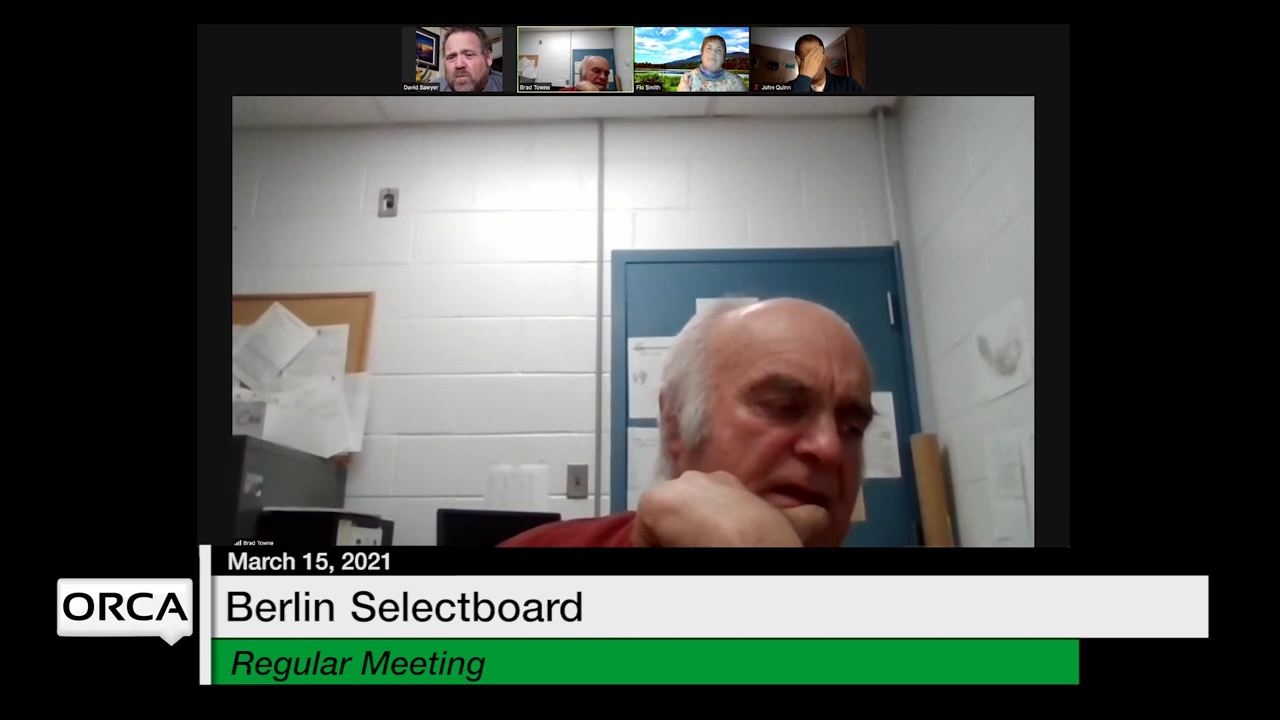 David Sawyer
Brad Towne
Flo Smith
John Quinn
Brad Towne
March 15, 2021
ORCA
Berlin Selectboard
Regular Meeting